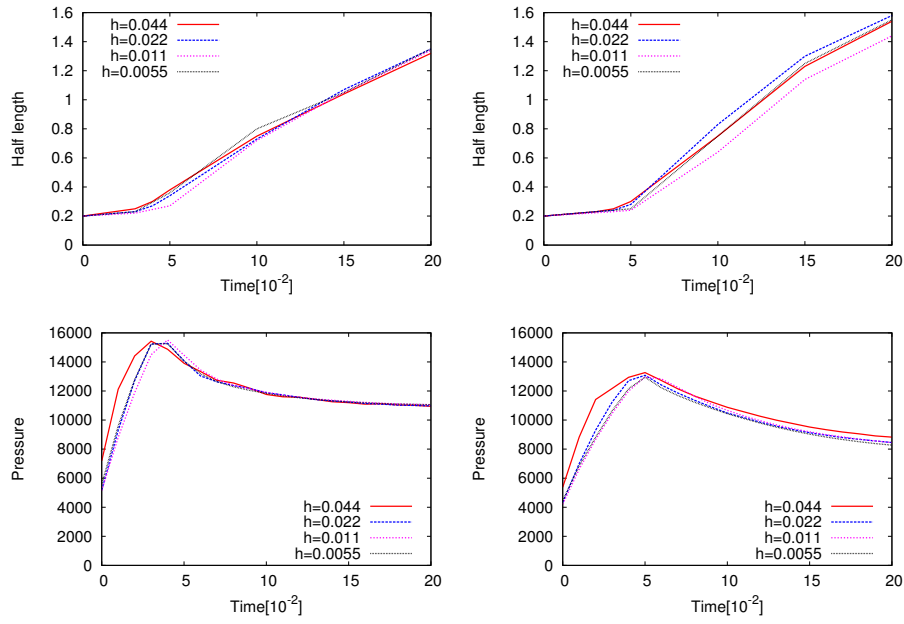 1.6
1.4
1.2
1
0.8
0.6
0.4
0.2
0
Half length
h=0.044
h=0.022
h=0.011
h=0.0055
0 5 10 15 20
Time[10-2]
1.6
1.4
1.2
1
0.8
0.6
0.4
0.2
0
Half length
h=0.044
h=0.022
h=0.011
h=0.0055
0 5 10 15 20
Time[10-2]
16000
14000
12000
10000
8000
6000
4000
2000
0
Pressure
h=0.044
h=0.022
h=0.011
h=0.0055
0 5 10 15 20
Time[10-2]
16000
14000
12000
10000
8000
6000
4000
2000
0
Pressure
h=0.044
h=0.022
h=0.011
h=0.0055
0 5 10 15 20
Time[10-2]